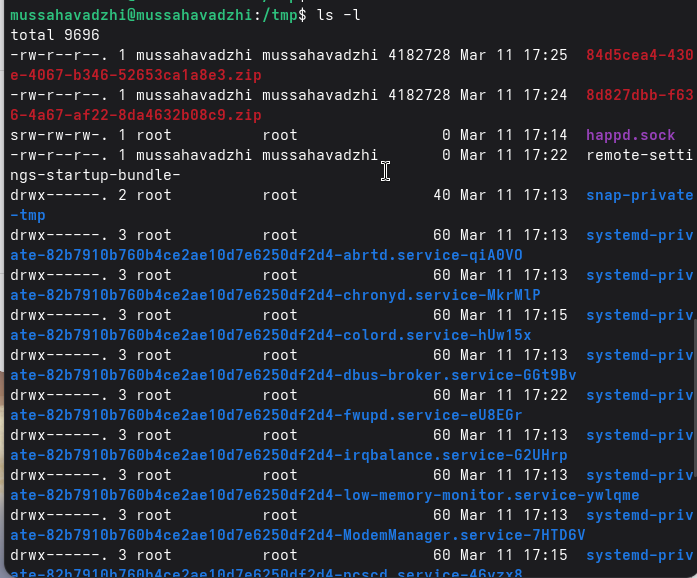 mussahavadzhi@mussahavadzhi:/tmp$ ls -l
total 9696
-rw-r--r--. 1 mussahavadzhi mussahavadzhi 4182728 Mar 11 17:25  84d5cea4-430
e-4067-b346-52653ca1a8e3.zip
-rw-r--r--. 1 mussahavadzhi mussahavadzhi 4182728 Mar 11 17:24  8d827dbb-f63
6-4a67-af22-8da4632b08c9.zip
srw-rw-rw-. 1 root          root                0 Mar 11 17:14  happd.sock
-rw-r--r--. 1 mussahavadzhi mussahavadzhi       0 Mar 11 17:22  remote-setti
ngs-startup-bundle-
drwx------. 2 root          root               40 Mar 11 17:13  snap-private
-tmp
drwx------. 3 root          root               60 Mar 11 17:13  systemd-priv
ate-82b7910b760b4ce2ae10d7e6250df2d4-abrtd.service-qiA0VO
drwx------. 3 root          root               60 Mar 11 17:13  systemd-priv
ate-82b7910b760b4ce2ae10d7e6250df2d4-chronyd.service-MkrMlP
drwx------. 3 root          root               60 Mar 11 17:15  systemd-priv
ate-82b7910b760b4ce2ae10d7e6250df2d4-colord.service-hUw15x
drwx------. 3 root          root               60 Mar 11 17:13  systemd-priv
ate-82b7910b760b4ce2ae10d7e6250df2d4-dbus-broker.service-GGt9Bv
drwx------. 3 root          root               60 Mar 11 17:22  systemd-priv
ate-82b7910b760b4ce2ae10d7e6250df2d4-fwupd.service-eU8EGr
drwx------. 3 root          root               60 Mar 11 17:13  systemd-priv
ate-82b7910b760b4ce2ae10d7e6250df2d4-irqbalance.service-G2UHrp
drwx------. 3 root          root               60 Mar 11 17:13  systemd-priv
ate-82b7910b760b4ce2ae10d7e6250df2d4-low-memory-monitor.service-ywlqme
drwx------. 3 root          root               60 Mar 11 17:13  systemd-priv
ate-82b7910b760b4ce2ae10d7e6250df2d4-ModemManager.service-7HTD6V
drwx------. 3 root          root               60 Mar 11 17:15  systemd-priv